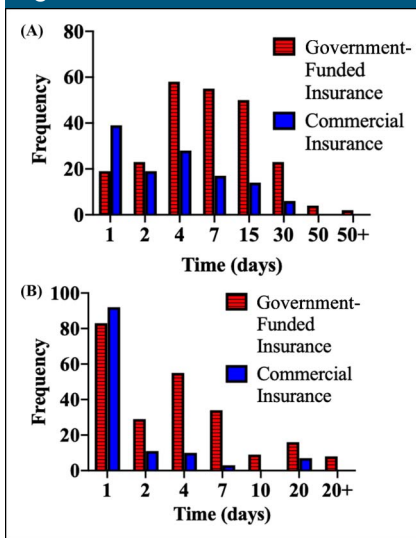 (A)
80
60
40
20
0
Frequency
Government-
Funded
Insurance
Commercial
Insurance
1 2 4 7 15 30 50 50+
Time (days)
(B)
100
80
60
40
20
0
Frequency
Government-
Funded
Insurance
Commercial
Insurance
1 2 4 7 10 20 20+
Time (days)